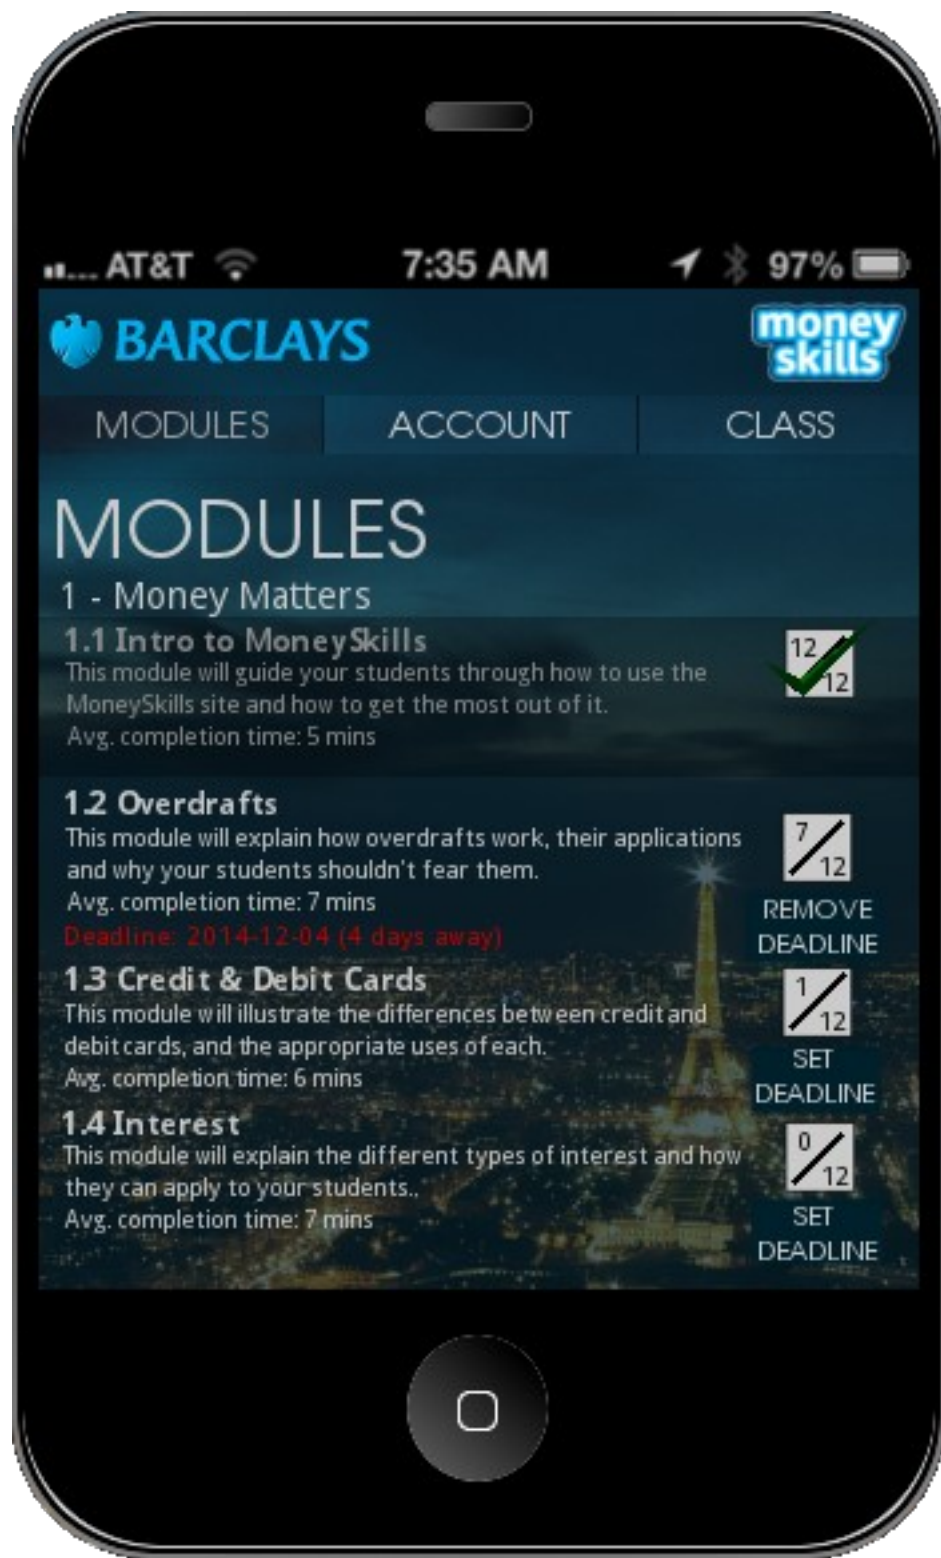 AT&T 7:35 AM 97%
BARCLAYS
money
skills
MODULES ACCOUNT CLASS
MODULES
1 - Money Matters
1.1 Intro to MoneySkills
This module will guide your students through how to use the
MoneySkills site and how to get the most out of it.
Avg. completion time: 5 mins
12
12
1.2 Overdrafts
This module will explain how overdrafts work, their applications
and why your students shouldn't fear them.
Avg. completion time: 7 mins
Deadline: 2014-12-04 (4 days away)
7
12
REMOVE
DEADLINE
1.3 Credit & Debit Cards
This module will illustrate the differences between credit and
debit cards, and the appropriate uses of each.
Avg. completion time: 6 mins
1
12
SET
DEADLINE
1.4 Interest
This module will explain the different types of interest and how
they can apply to your students..
Avg. completion time: 7 mins
0
12
SET
DEADLINE